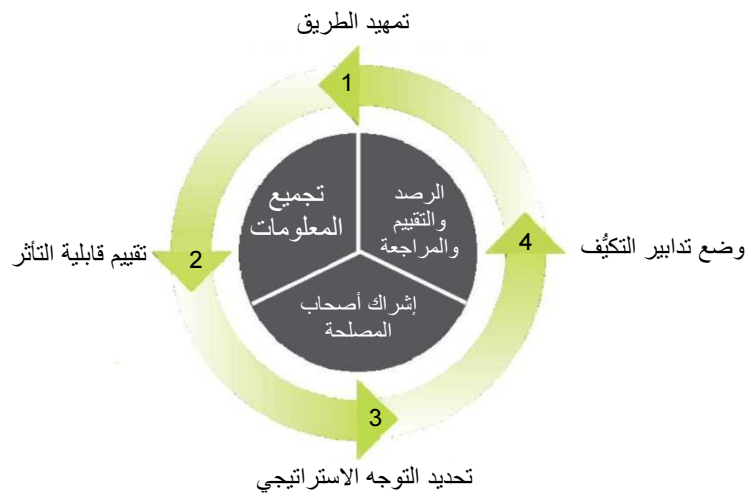 تمهيد الطريق
1
الرصد
والتقييم
والمراجعة
تجميع
المعلومات
إشراك أصحاب
المصلحة
2
تقييم قابلية التأثر
3
تحديد التوجه الاستراتيجي
4
وضع تدابير التكيُّف